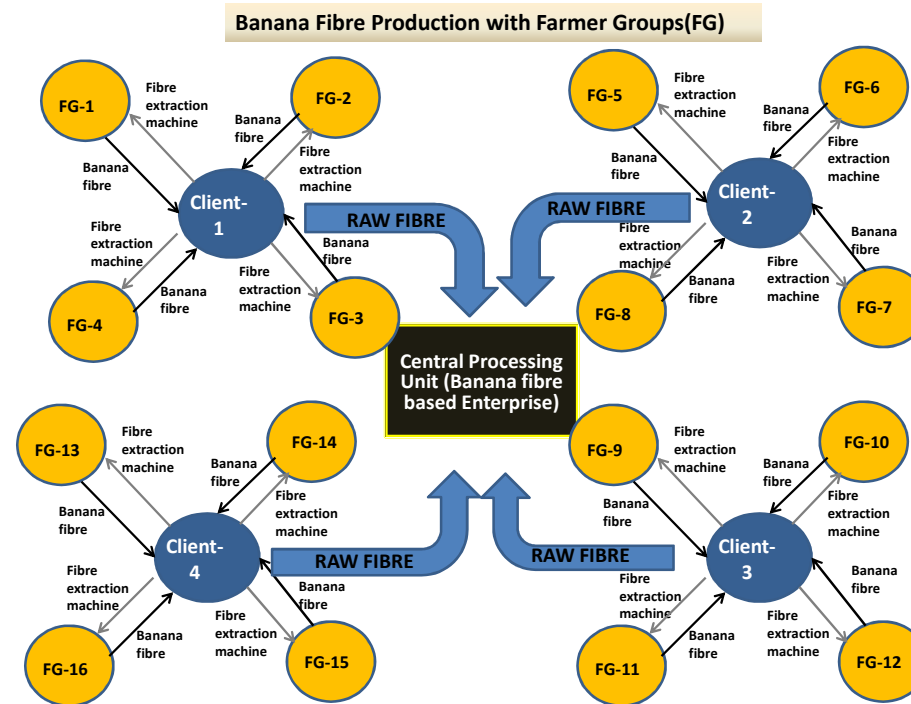 Banana Fibre Production with Farmer Groups(FG)
FG-1
Fibre
extraction
machine
FG-2
Banana
fibre
Fibre
extraction
machine
Banana
fibre
Client-
1
Fibre
extraction
machine
FG-4
Banana
fibre
Fibre
extraction
machine
Banana
fibre
FG-3
RAW FIBRE
FG-5
Fibre
extraction
machine
FG-6
Banana
fibre
Fibre
extraction
machine
Banana
fibre
Client-
2
RAW FIBRE
Fibre
extraction
machine
FG-8
Banana
fibre
Fibre
extraction
machine
Banana
fibre
FG-7
Central Processing
Unit (Banana fibre
based Enterprise)
FG-13
Fibre
extraction
machine
FG-14
Banana
fibre
Fibre
extraction
machine
Banana
fibre
Client-
4
RAW FIBRE
Fibre
extraction
machine
FG-16
Banana
fibre
Fibre
extraction
machine
Banana
fibre
FG-15
FG-9
Fibre
extraction
machine
FG-10
Banana
fibre
Fibre
extraction
machine
Banana
fibre
Client-
3
RAW FIBRE
Fibre
extraction
machine
FG-11
Banana
fibre
Fibre
extraction
machine
Banana
fibre
FG-12